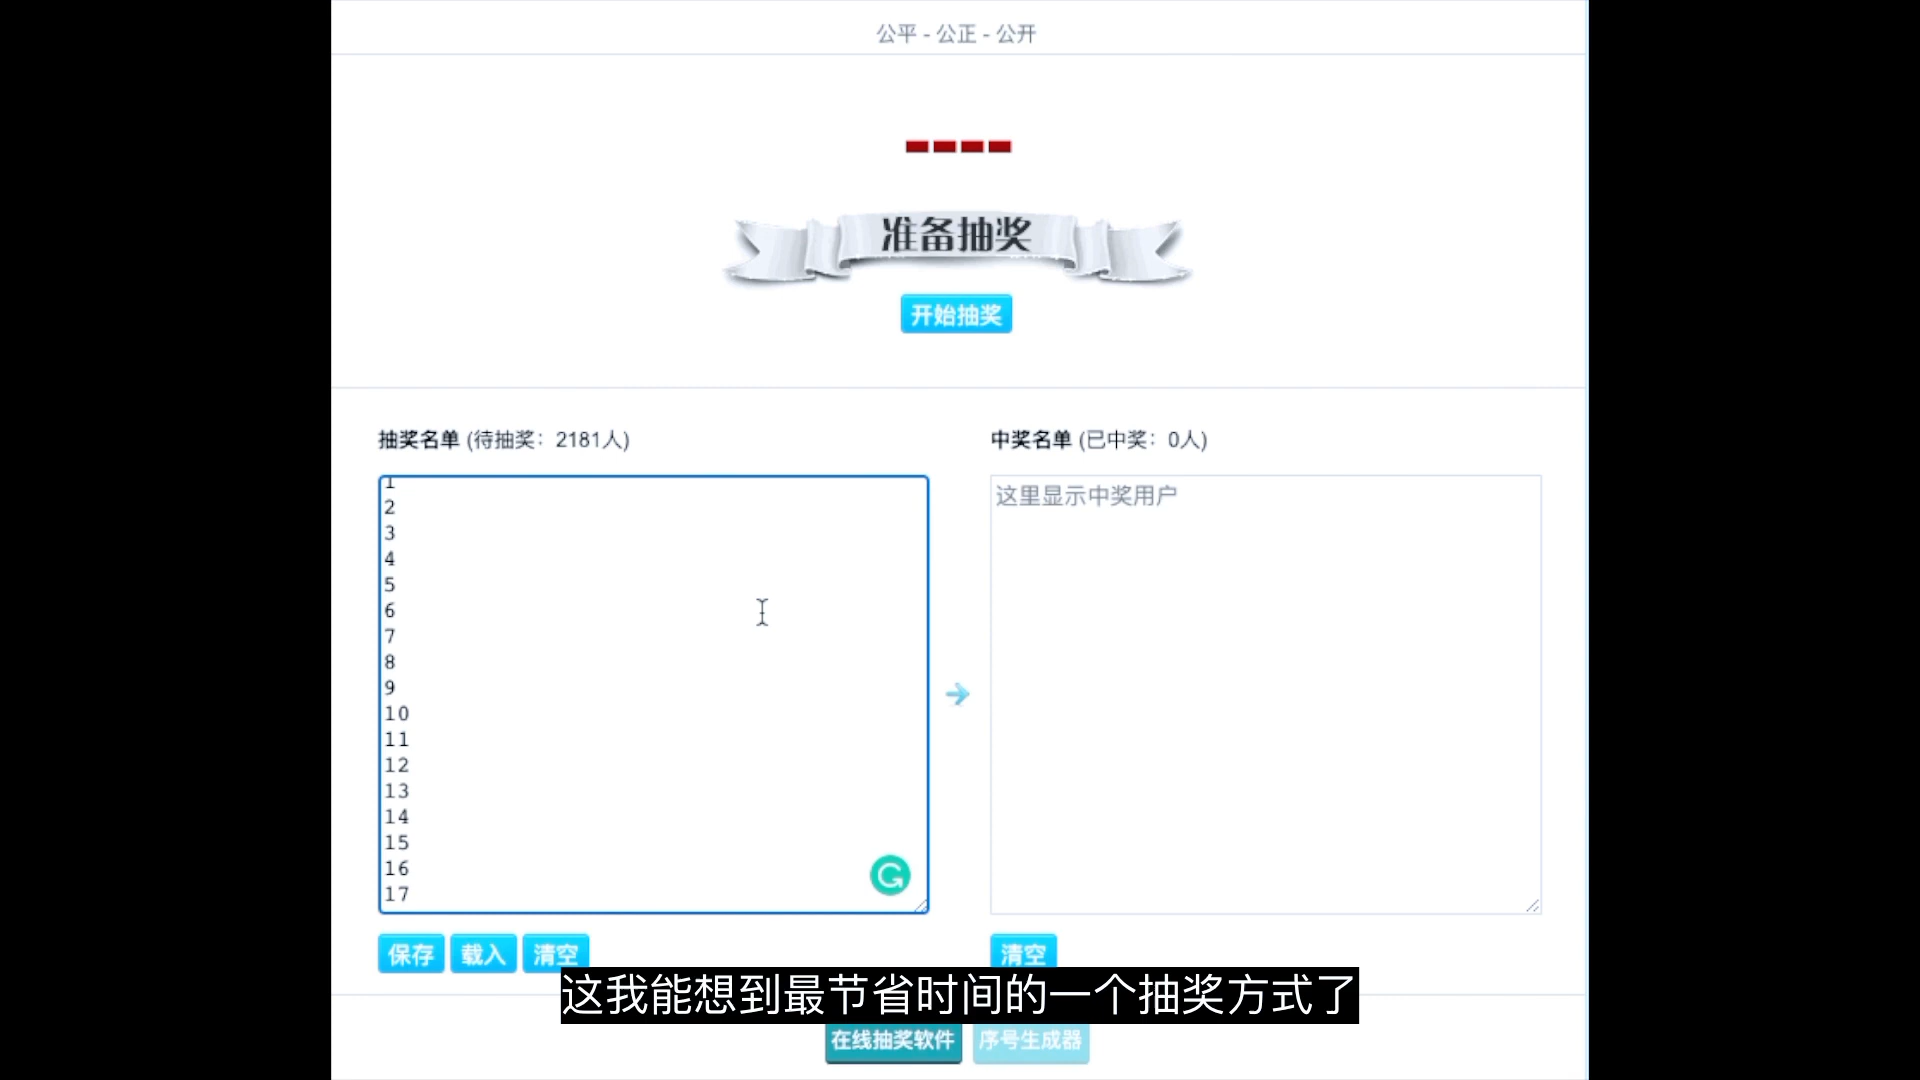 公平 - 公正 - 公开
准备抽奖
开始抽奖
抽奖名单 (待抽奖：2181人)
中奖名单 (已中奖：0人)
1
2
3
4
5
6
7
8
9
10
11
12
13
14
15
16
17
这里显示中奖用户
保存 载入 清空
清空
这我能想到最节省时间的一个抽奖方式了
在线抽奖软件 序号生成器